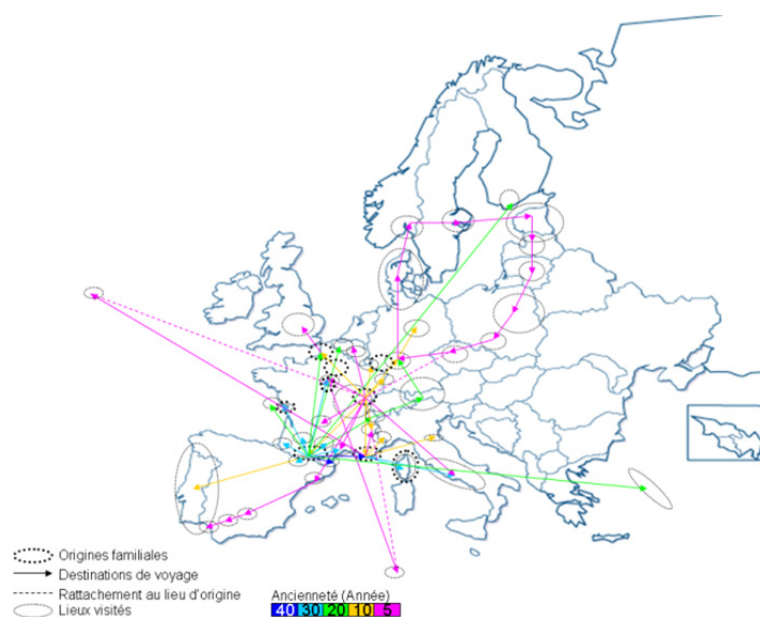 Origines familiales
Destinations de voyage
Rattachement au lieu d'origine
Lieux visités
Ancienneté (Année)
40 30 20 10 5